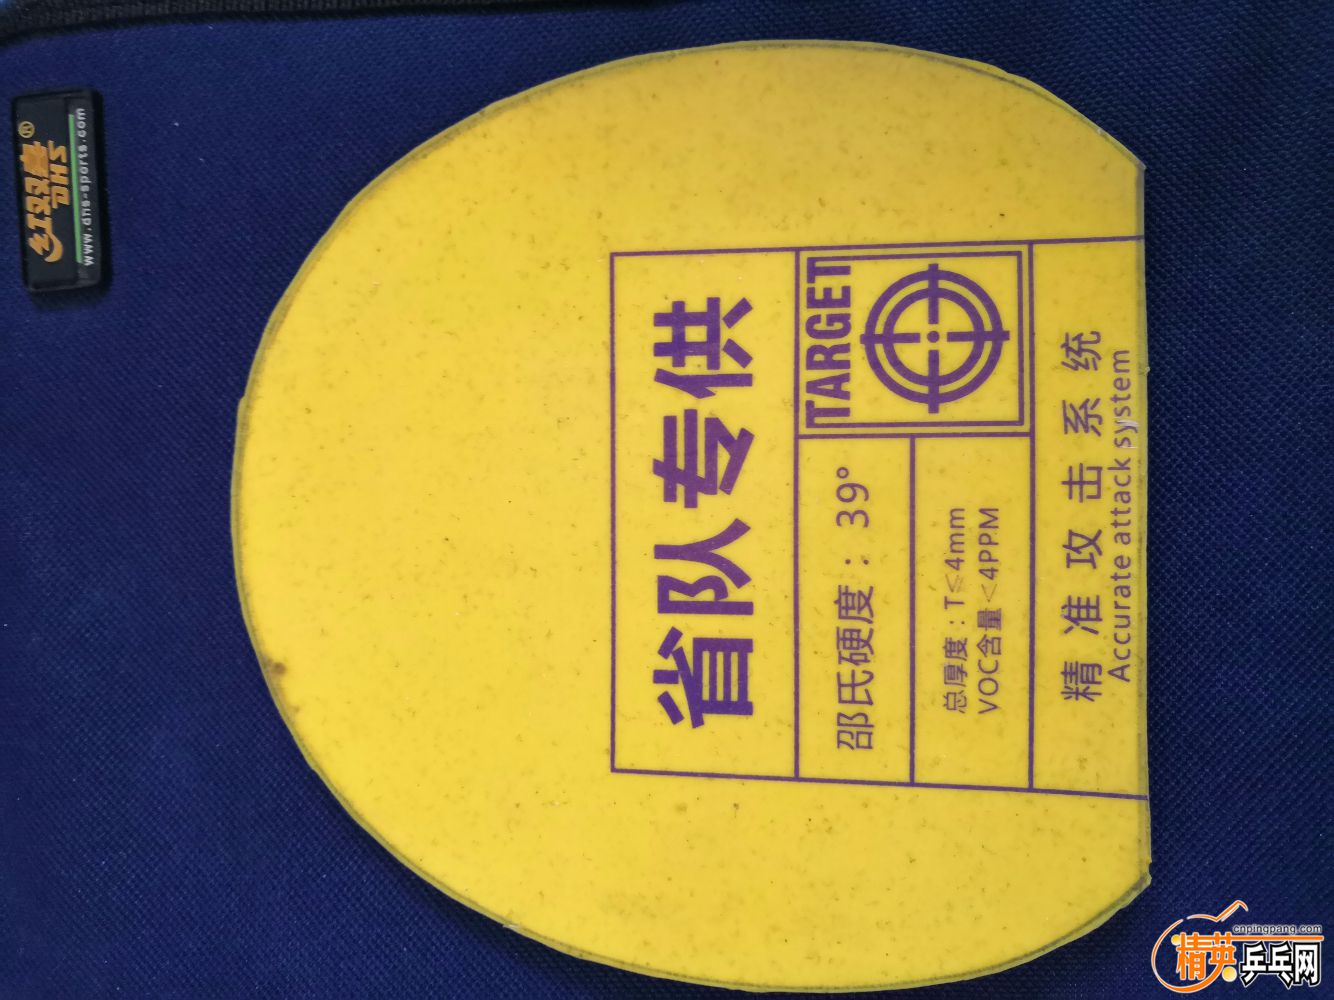 红双喜®
DHS
www.dhs-sports.com
省队专供
邵氏硬度：39°
总厚度：T≤4mm
VOC含量<4PPM
TARGET
精准攻击系统
Accurate attack system
cnpingpang.com
精英乒乓网